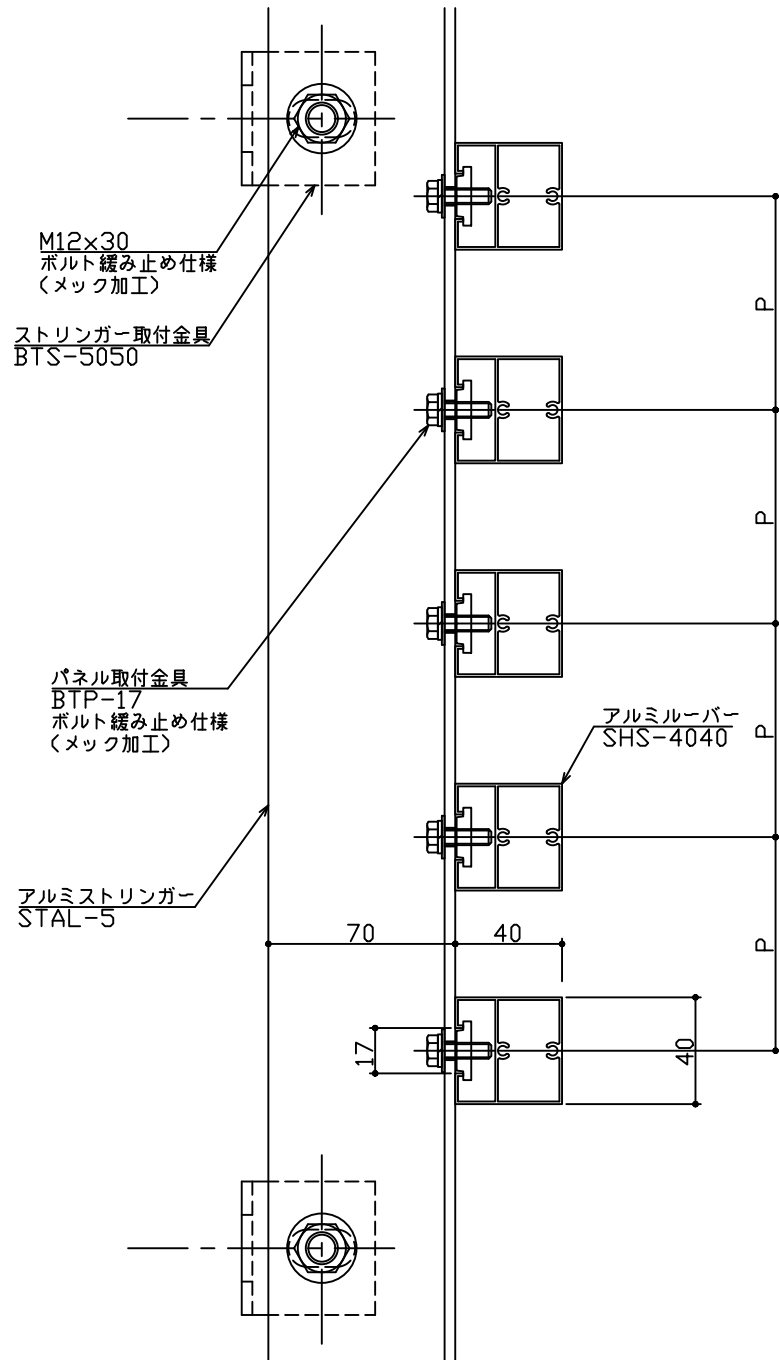 M12x30
ボルト緩み止め仕様
(メック加工)
ストリンガー取付金具
BTS-5050
P
P
パネル取付金具
BTP-17
ボルト緩み止め仕様
(メック加工)
アルミルーバー
SHS-4040
P
アルミストリンガー
STAL-5
70
40
P
17
40